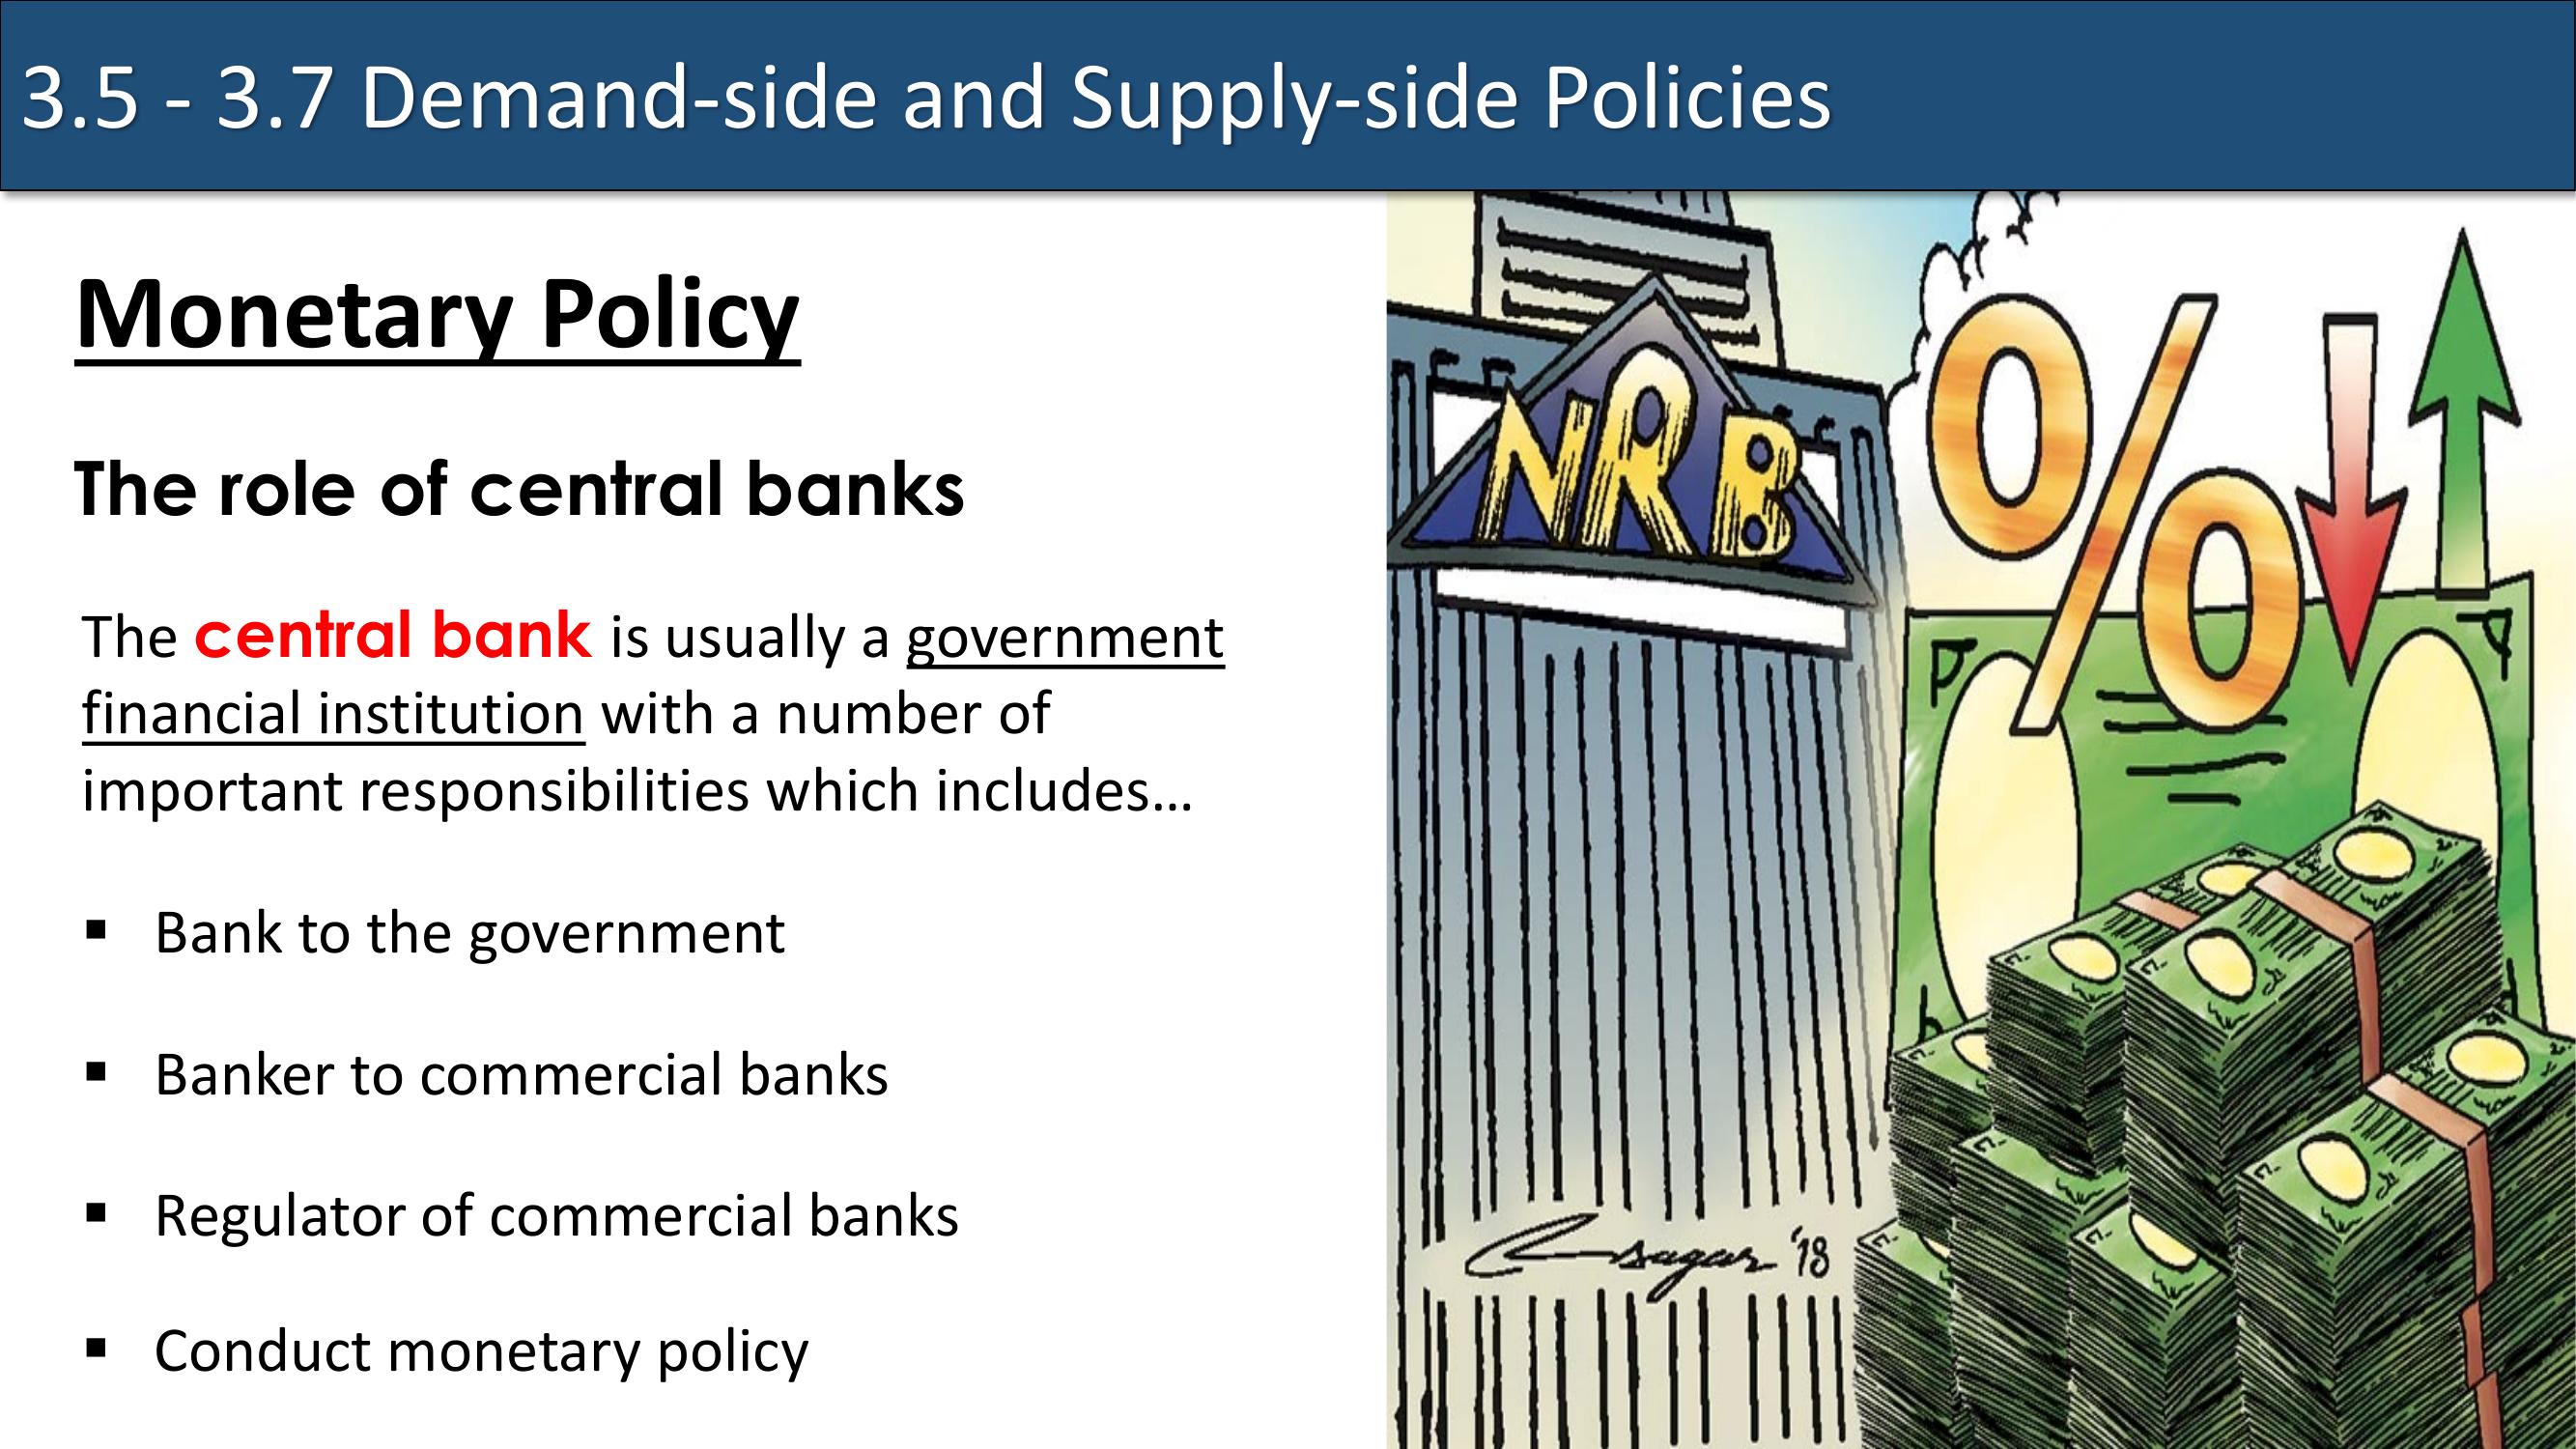 3.5 - 3.7 Demand-side and Supply-side Policies
Monetary Policy
The role of central banks
The central bank is usually a government
financial institution with a number of
important responsibilities which includes…
▪ Bank to the government
▪ Banker to commercial banks
▪ Regulator of commercial banks
▪ Conduct monetary policy
NRB
%
sagar '18